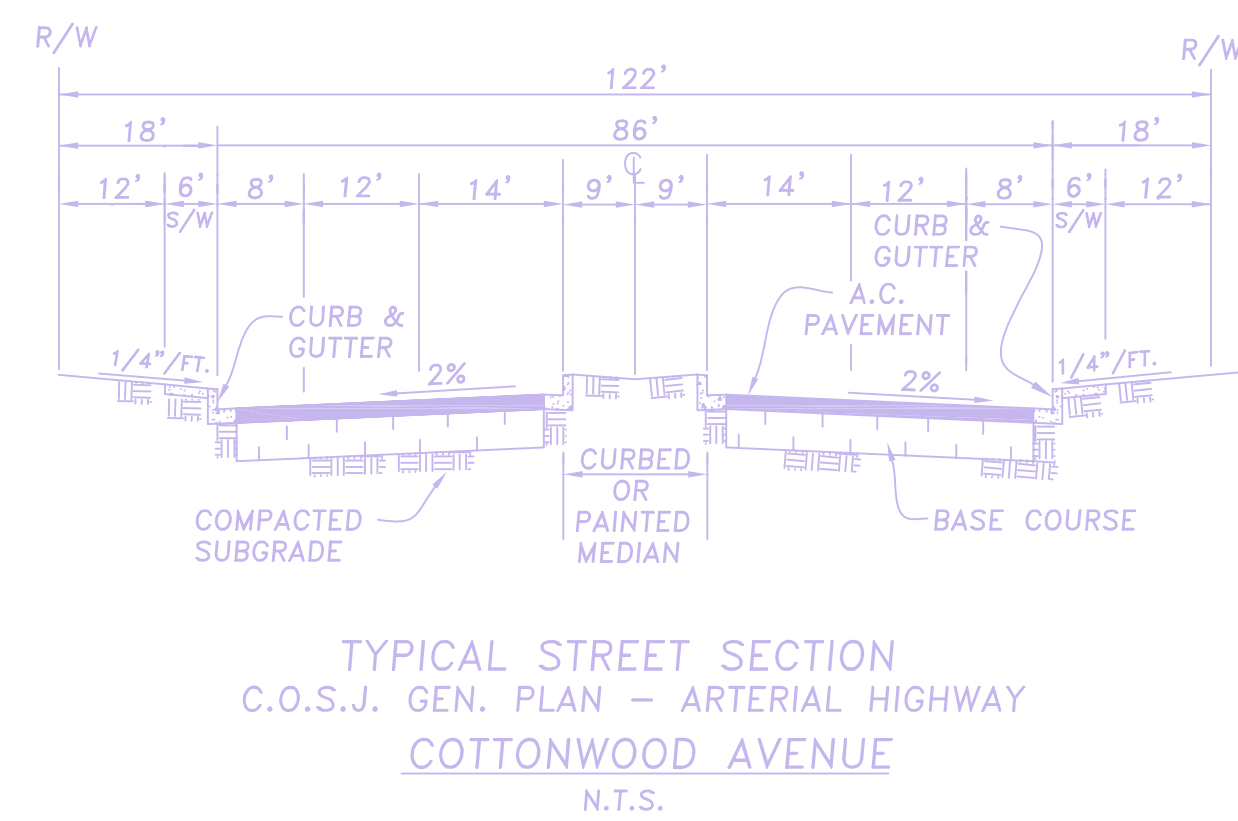 R/W
R/W
122'
18'
86'
18'
12'
6'
8'
12'
14'
9'
℄
9'
14'
12'
8'
6'
12'
S/W
S/W
CURB &
GUTTER
A.C.
PAVEMENT
CURB &
GUTTER
1/4"/FT.
2%
2%
1/4"/FT.
CURBED
OR
PAINTED
MEDIAN
COMPACTED
SUBGRADE
BASE COURSE
TYPICAL STREET SECTION
C.O.S.J. GEN. PLAN - ARTERIAL HIGHWAY
COTTONWOOD AVENUE
N.T.S.